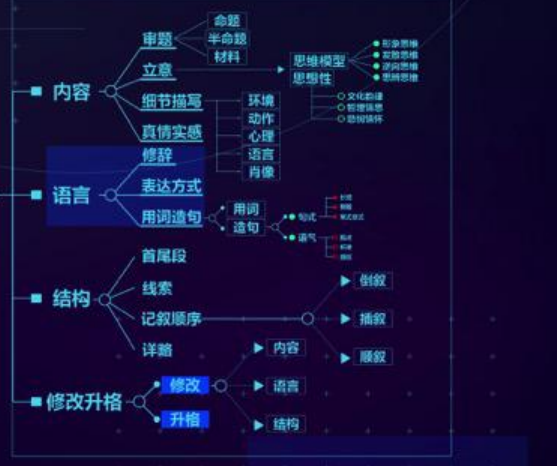 内容
审题
命题
半命题
材料
立意
思维模型
形象思维
发散思维
逆向思维
思辨思维
思想性
文化韵律
哲理信思
悲悯情怀
细节描写
环境
动作
心理
语言
肖像
真情实感
语言
修辞
表达方式
用词造句
用词
造句
句式
语气
结构
首尾段
线索
记叙顺序
倒叙
插叙
顺叙
详略
修改升格
修改
内容
语言
结构
升格